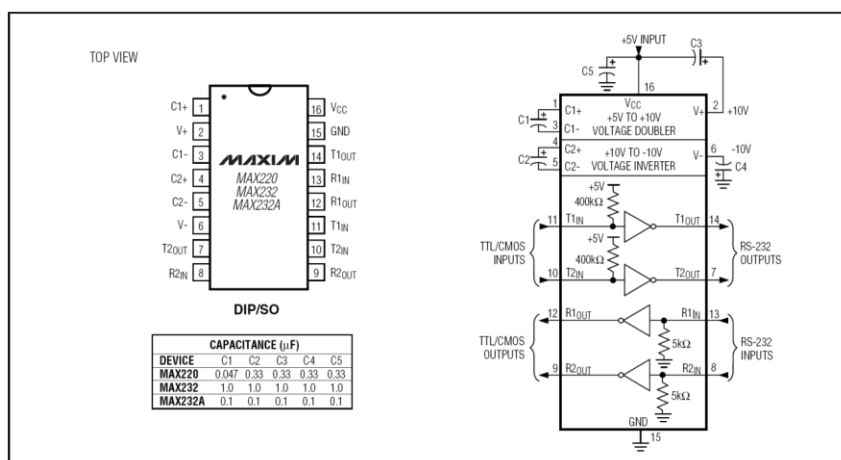 TOP VIEW
C1+ 1
V+ 2
C1- 3
C2+ 4
C2- 5
V- 6
T2OUT 7
R2IN 8
MAXIM
MAX220
MAX232
MAX232A
16 VCC
15 GND
14 T1OUT
13 R1IN
12 R1OUT
11 T1IN
10 T2IN
9 R2OUT
DIP/SO
CAPACITANCE (µF)
DEVICE C1 C2 C3 C4 C5
MAX220 0.047 0.33 0.33 0.33 0.33
MAX232 1.0 1.0 1.0 1.0 1.0
MAX232A 0.1 0.1 0.1 0.1 0.1
+5V INPUT
C3
+
C5
+
16
VCC
1
C1+
+
C1
3
C1-
+5V TO +10V
VOLTAGE DOUBLER
V+
2
+10V
4
C2+
+
C2
5
C2-
+10V TO -10V
VOLTAGE INVERTER
V-
6
-10V
C4
+
+5V
400kΩ
11 T1IN
T1OUT 14
+5V
400kΩ
TTL/CMOS
INPUTS
RS-232
OUTPUTS
10 T2IN
T2OUT 7
12 R1OUT
R1IN 13
5kΩ
TTL/CMOS
OUTPUTS
RS-232
INPUTS
9 R2OUT
R2IN 8
5kΩ
GND
15